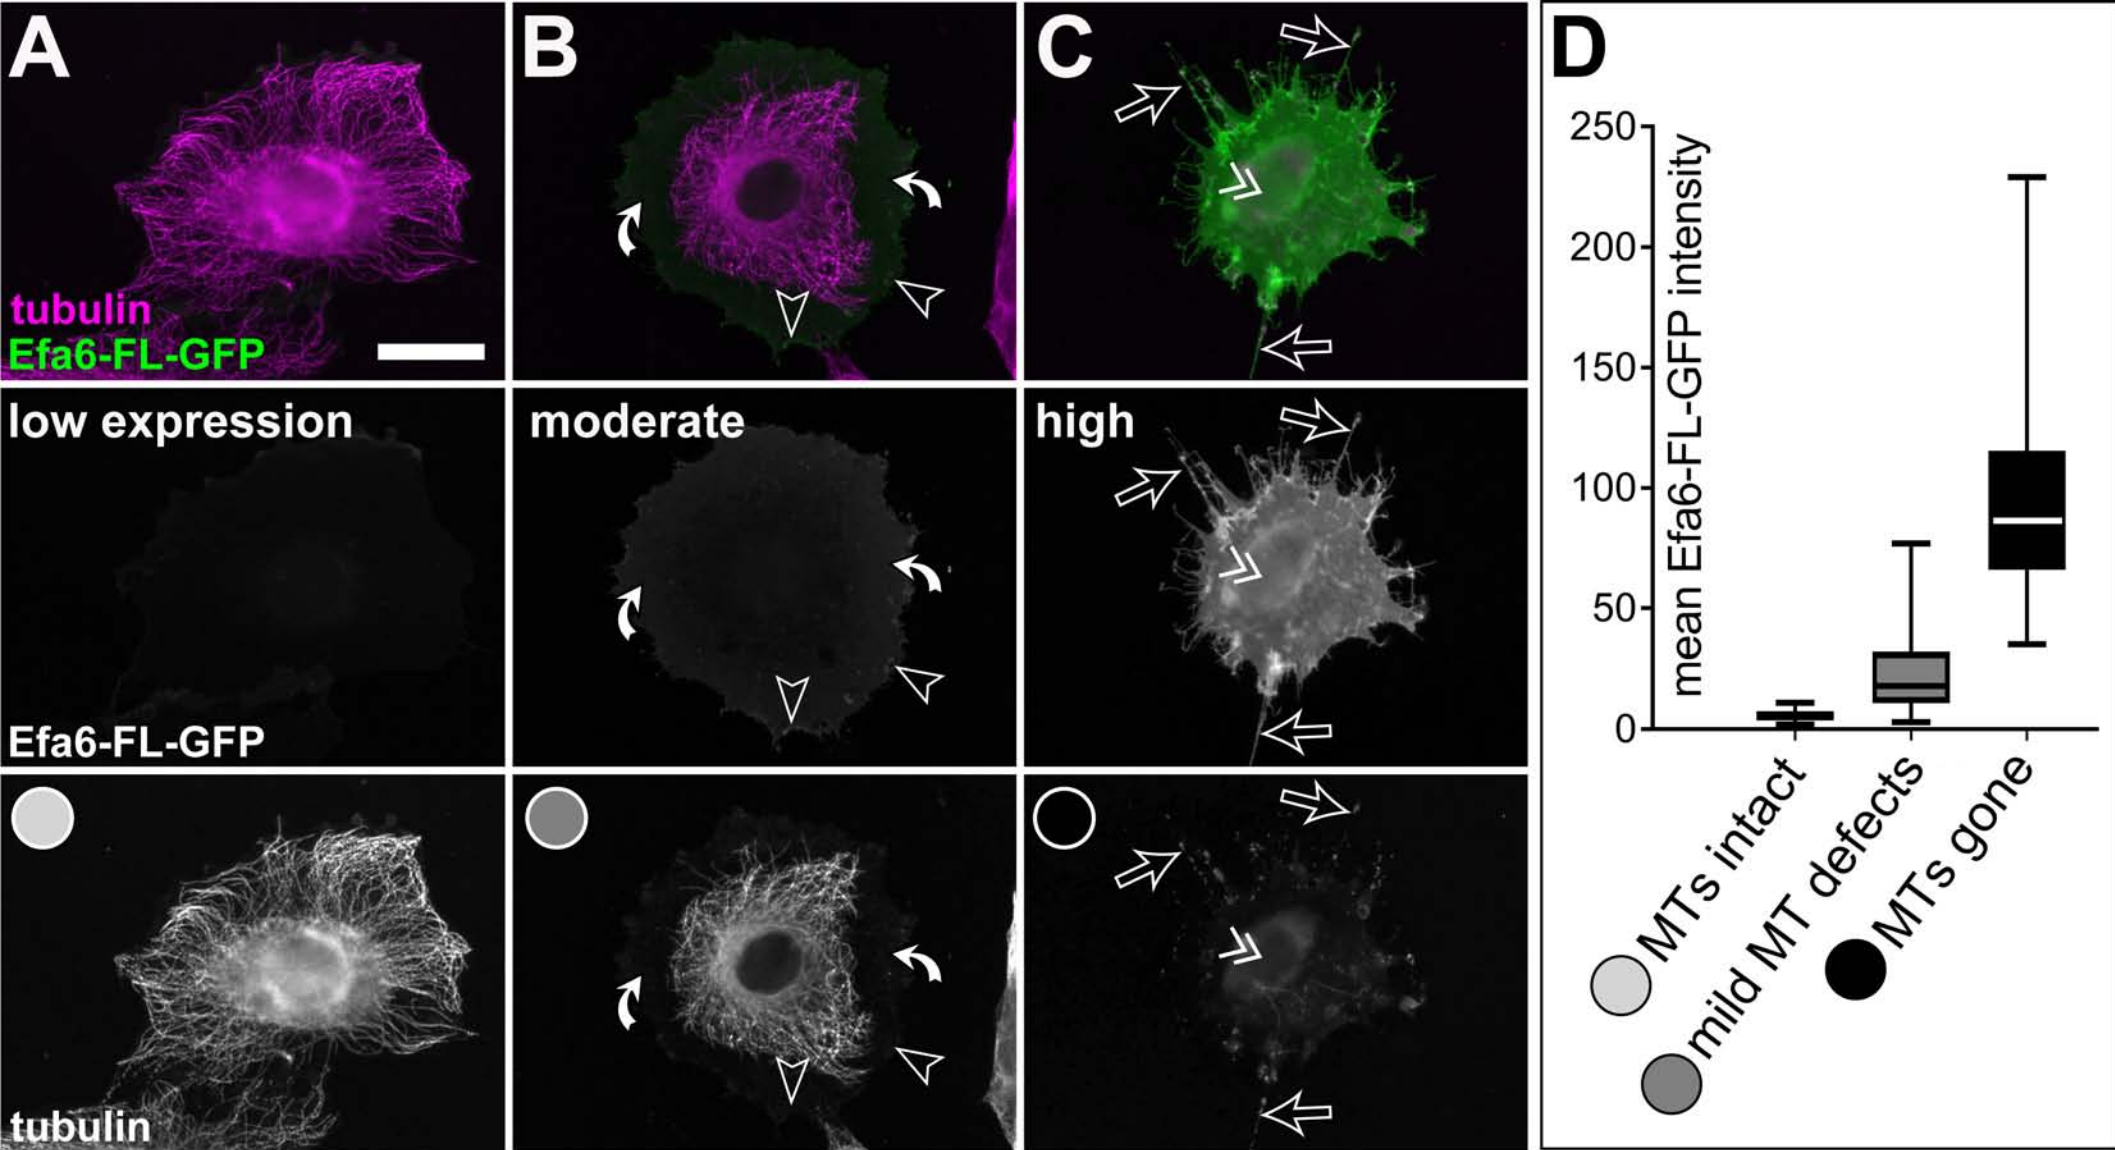 A
B
C
D
tubulin
Efa6-FL-GFP
low expression
moderate
high
Efa6-FL-GFP
tubulin
mean Efa6-FL-GFP intensity
250
200
150
100
50
0
MTs intact
mild MT defects
MTs gone